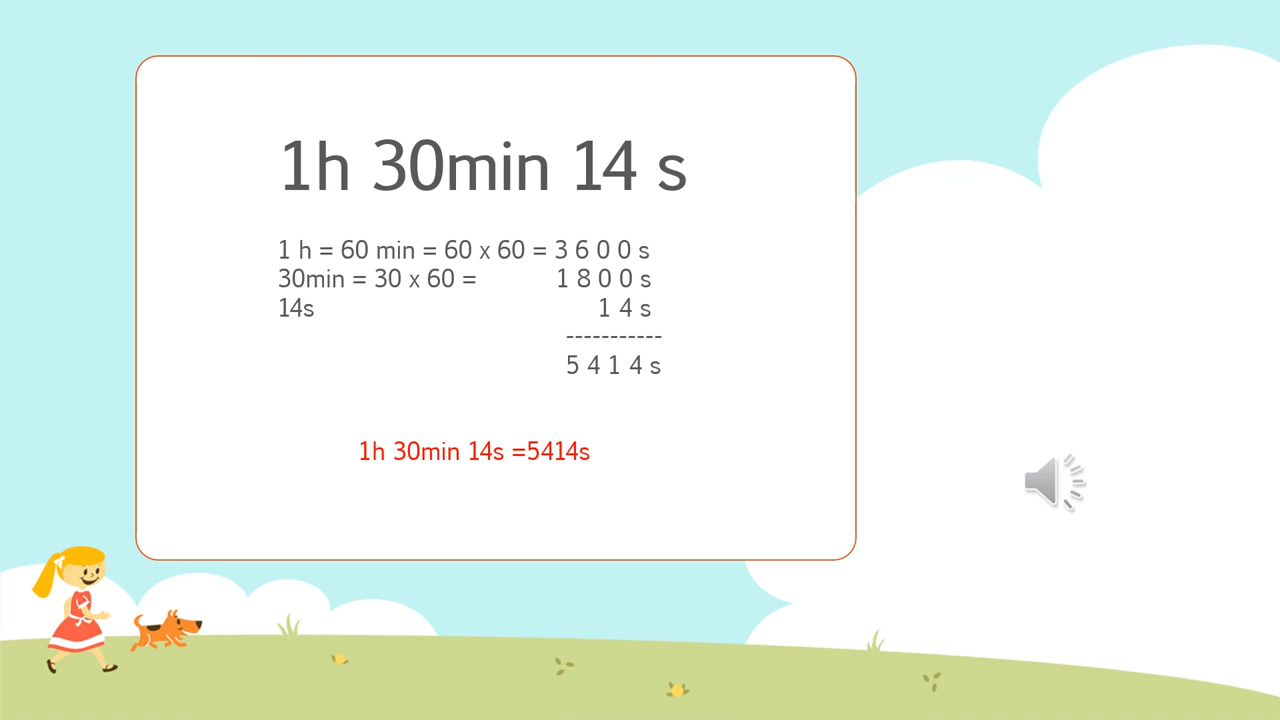 1h 30min 14 s
1 h = 60 min = 60 x 60 = 3 6 0 0 s
30min = 30 x 60 = 1 8 0 0 s
14s 1 4 s
-----------
5 4 1 4 s
1h 30min 14s =5414s